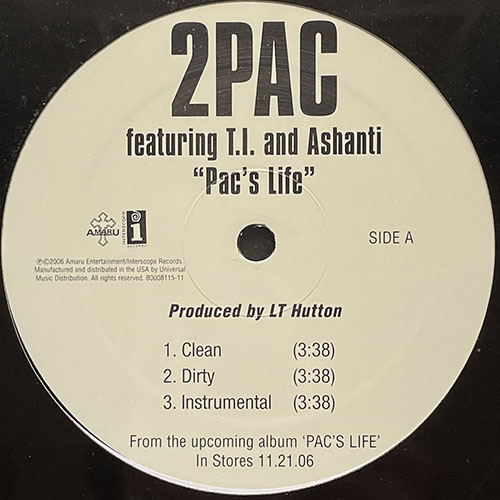 2PAC
featuring T.I. and Ashanti
"Pac's Life"
AMARU
INTERSCOPE
RECORDS
i
SIDE A
℗©2006 Amaru Entertainment/Interscope Records
Manufactured and distributed in the USA by Universal
Music Distribution. All rights reserved. B0008115-11
Produced by LT Hutton
1. Clean (3:38)
2. Dirty (3:38)
3. Instrumental (3:38)
From the upcoming album 'PAC'S LIFE'
In Stores 11.21.06